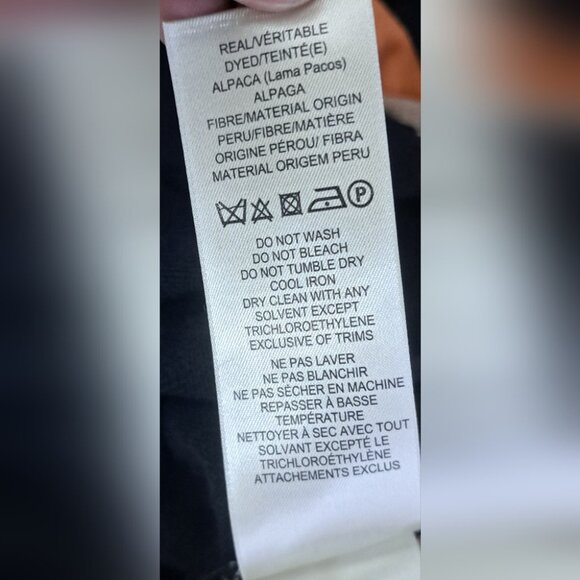 REAL/VÉRITABLE
DYED/TEINTÉ(E)
ALPACA (Lama Pacos)
ALPAGA
FIBRE/MATERIAL ORIGIN
PERU/FIBRE/MATIÈRE
ORIGINE PÉROU/ FIBRA
MATERIAL ORIGEM PERU
P
DO NOT WASH
DO NOT BLEACH
DO NOT TUMBLE DRY
COOL IRON
DRY CLEAN WITH ANY
SOLVENT EXCEPT
TRICHLOROETHYLENE
EXCLUSIVE OF TRIMS
NE PAS LAVER
NE PAS BLANCHIR
NE PAS SÉCHER EN MACHINE
REPASSER À BASSE
TEMPÉRATURE
NETTOYER À SEC AVEC TOUT
SOLVANT EXCEPTÉ LE
TRICHLOROÉTHYLÈNE
ATTACHEMENTS EXCLUS